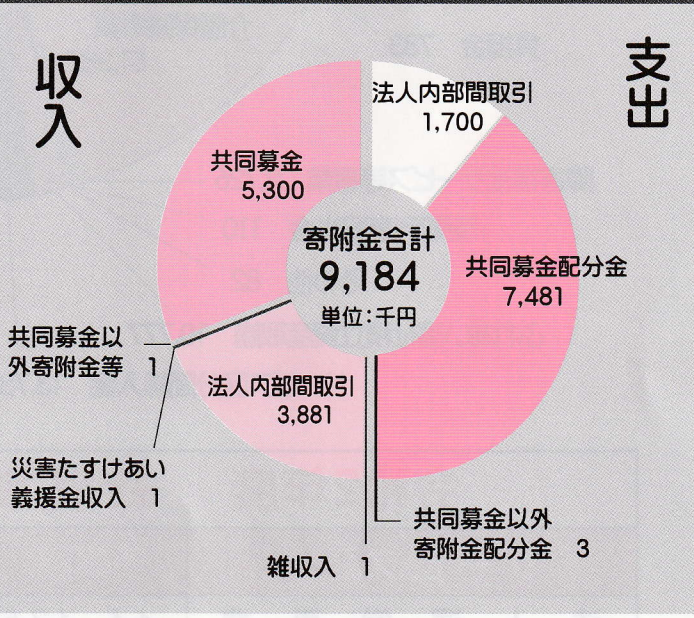 収入
支出
法人内部間取引
1,700
共同募金
5,300
寄附金合計
9,184
単位:千円
共同募金配分金
7,481
共同募金以
外寄附金等 1
法人内部間取引
3,881
災害たすけあい
義援金収入 1
共同募金以外
寄附金配分金 3
雑収入 1